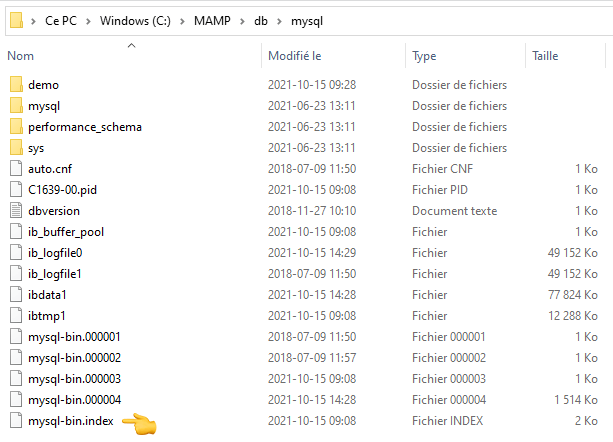 Ce PC > Windows (C:) > MAMP > db > mysql
Nom Modifié le Type Taille
demo 2021-10-15 09:28 Dossier de fichiers
mysql 2021-06-23 13:11 Dossier de fichiers
performance_schema 2021-06-23 13:11 Dossier de fichiers
sys 2021-06-23 13:11 Dossier de fichiers
auto.cnf 2018-07-09 11:50 Fichier CNF 1 Ko
C1639-00.pid 2021-10-15 09:08 Fichier PID 1 Ko
dbversion 2018-11-27 10:10 Document texte 1 Ko
ib_buffer_pool 2021-10-15 09:08 Fichier 1 Ko
ib_logfile0 2021-10-15 14:29 Fichier 49 152 Ko
ib_logfile1 2018-07-09 11:50 Fichier 49 152 Ko
ibdata1 2021-10-15 14:28 Fichier 77 824 Ko
ibtmp1 2021-10-15 09:08 Fichier 12 288 Ko
mysql-bin.000001 2018-07-09 11:50 Fichier 000001 1 Ko
mysql-bin.000002 2018-07-09 11:57 Fichier 000002 1 Ko
mysql-bin.000003 2021-10-15 09:08 Fichier 000003 1 Ko
mysql-bin.000004 2021-10-15 14:28 Fichier 000004 1 514 Ko
mysql-bin.index 2021-10-15 09:08 Fichier INDEX 2 Ko